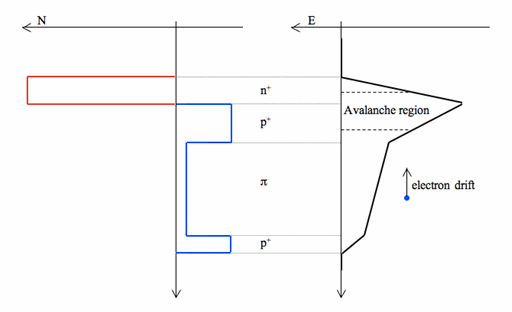 N
E
n+
Avalanche region
p+
π
electron drift
p+